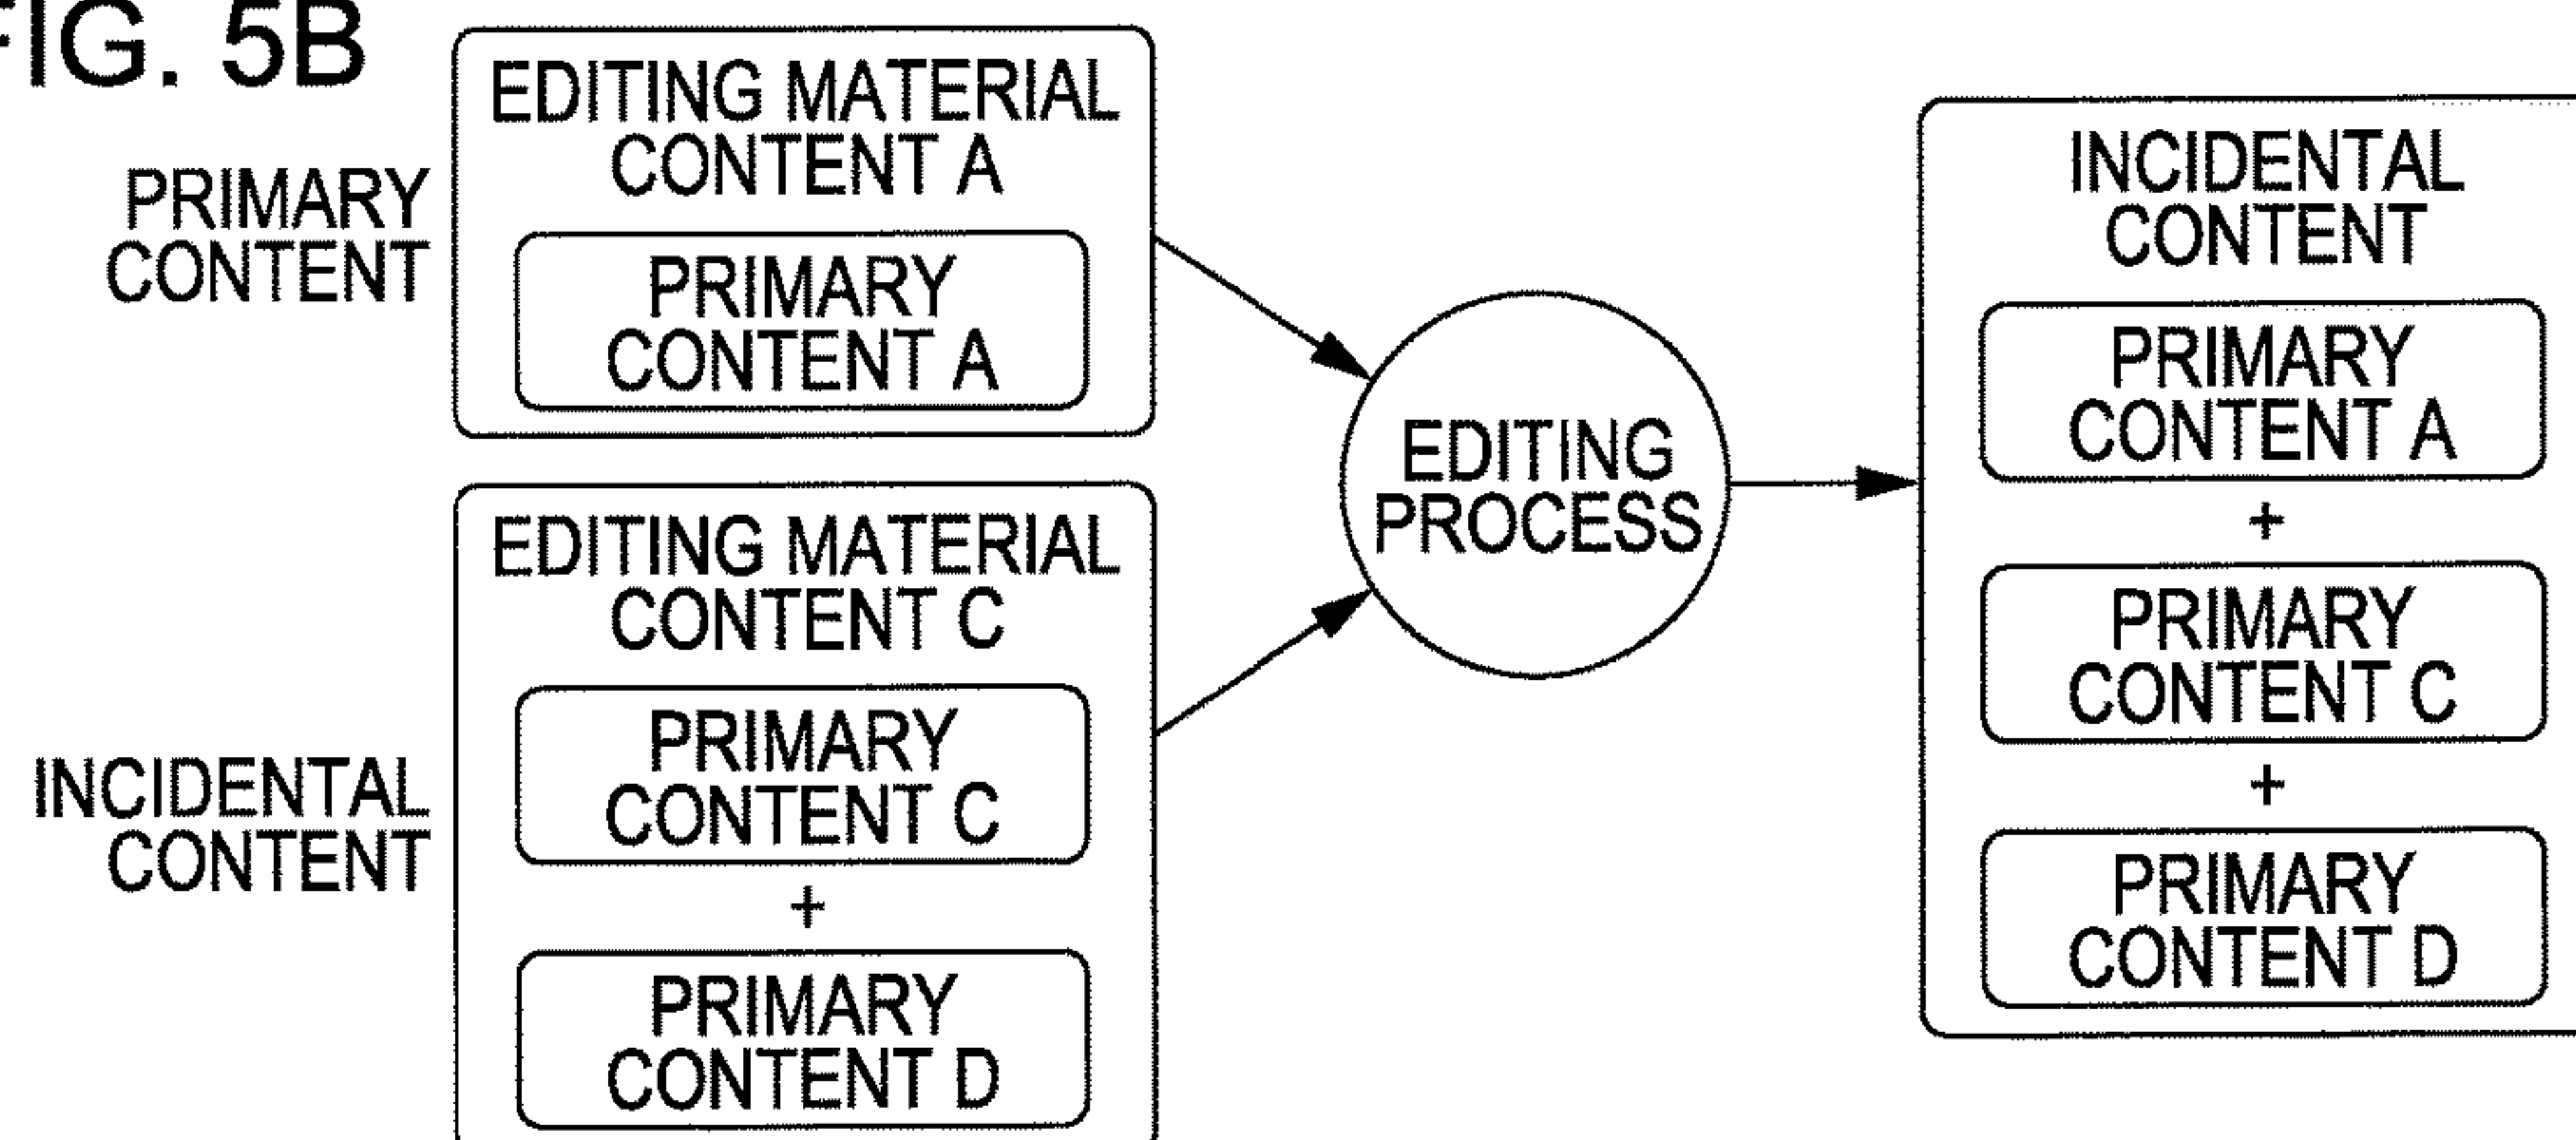 FIG. 5B
PRIMARY
CONTENT
EDITING MATERIAL
CONTENT A
PRIMARY
CONTENT A
INCIDENTAL
CONTENT
EDITING MATERIAL
CONTENT C
PRIMARY
CONTENT C
+
PRIMARY
CONTENT D
EDITING
PROCESS
INCIDENTAL
CONTENT
PRIMARY
CONTENT A
+
PRIMARY
CONTENT C
+
PRIMARY
CONTENT D